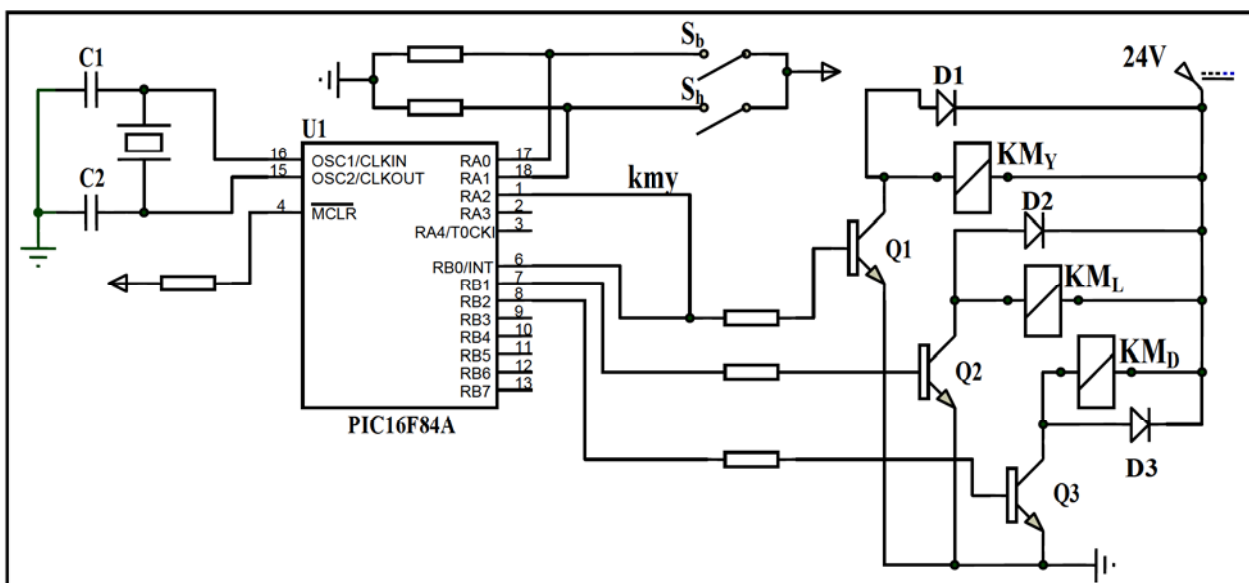 C1
C2
U1
16
15
4
OSC1/CLKIN
OSC2/CLKOUT
MCLR
RA0
RA1
RA2
RA3
RA4/T0CKI
RB0/INT
RB1
RB2
RB3
RB4
RB5
RB6
RB7
17
18
1
2
3
6
7
8
9
10
11
12
13
PIC16F84A
Sb
Sh
kmy
24V
D1
KMY
Q1
D2
KML
Q2
KMD
D3
Q3